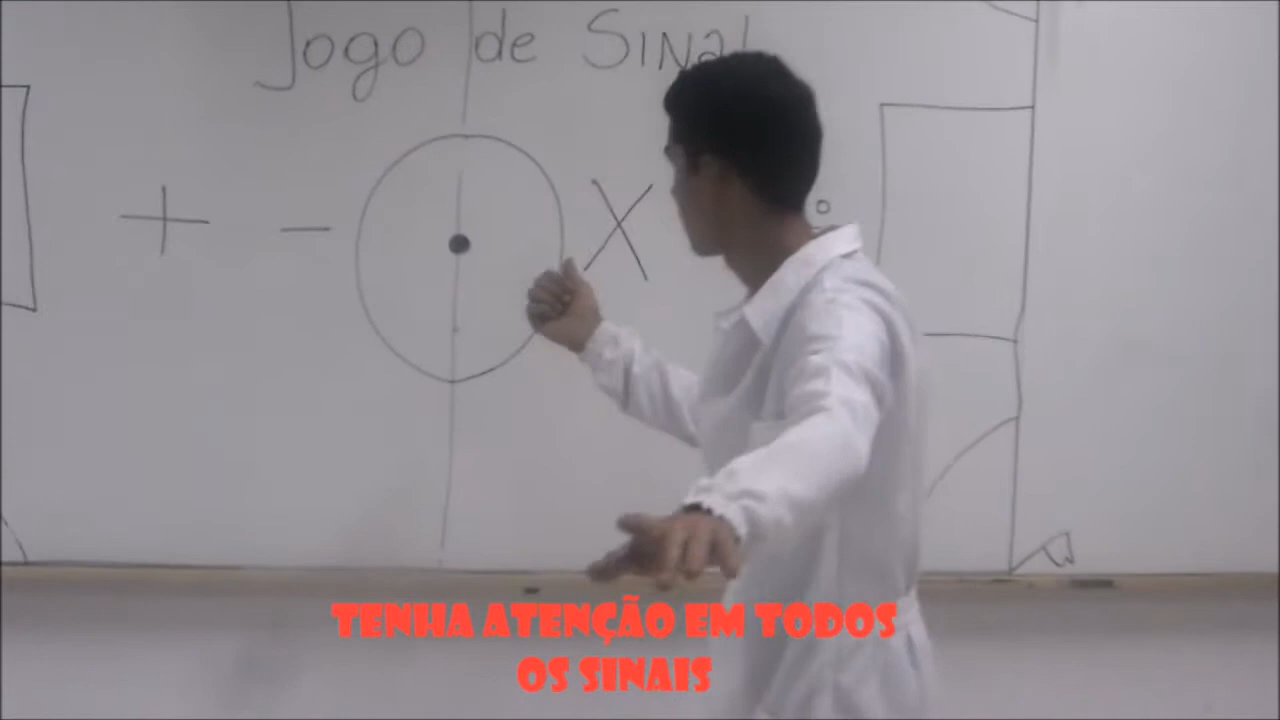 Jogo de Sinal
+ - X ÷
TENHA ATENÇÃO EM TODOS
OS SINAIS